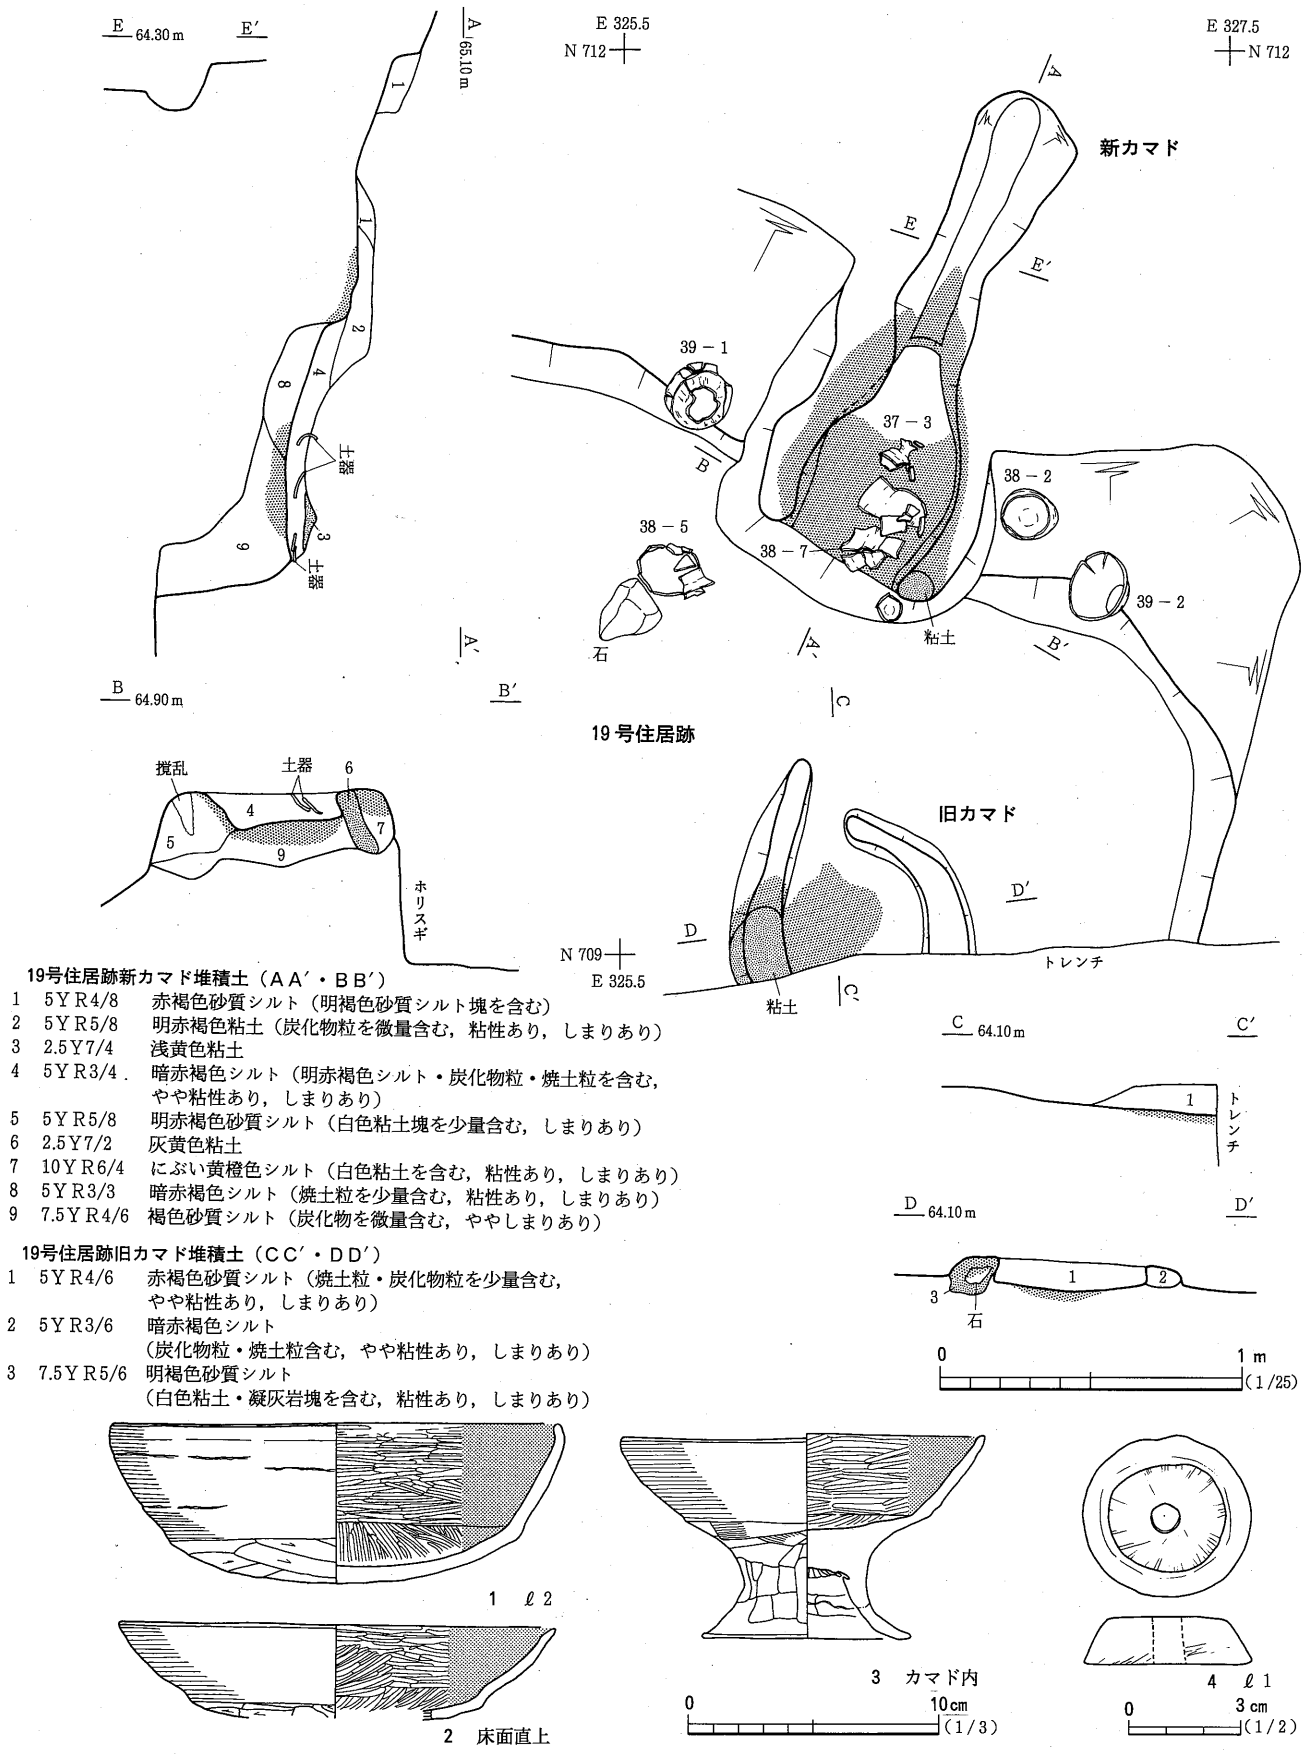 E 64.30m E′
A 65.10m
E 325.5
N 712
E 327.5
N 712
A
新カマド
1
E
E′
1
2
39－1
8
4
37－3
土器
B
38－2
38－5
3
9
38－7
39－2
土器
粘土
石
A′
A′
B′
B 64.90m B′
C
19号住居跡
撹乱
土器
6
旧カマド
4
5
7
9
D′
ホリスギ
D
N 709
E 325.5
トレンチ
粘土
C′
19号住居跡新カマド堆積土（AA′・BB′）
1 5YR4/8 赤褐色砂質シルト（明褐色砂質シルト塊を含む）
2 5YR5/8 明赤褐色粘土（炭化物粒を微量含む，粘性あり，しまりあり）
3 2.5Y7/4 浅黄色粘土
4 5YR3/4 暗赤褐色シルト（明赤褐色シルト・炭化物粒・焼土粒を含む，
やや粘性あり，しまりあり）
5 5YR5/8 明赤褐色砂質シルト（白色粘土塊を少量含む，しまりあり）
6 2.5Y7/2 灰黄色粘土
7 10YR6/4 にぶい黄橙色シルト（白色粘土を含む，粘性あり，しまりあり）
8 5YR3/3 暗赤褐色シルト（焼土粒を少量含む，粘性あり，しまりあり）
9 7.5YR4/6 褐色砂質シルト（炭化物を微量含む，ややしまりあり）
19号住居跡旧カマド堆積土（CC′・DD′）
1 5YR4/6 赤褐色砂質シルト（焼土粒・炭化物粒を少量含む，
やや粘性あり，しまりあり）
2 5YR3/6 暗赤褐色シルト
（炭化物粒・焼土粒含む，やや粘性あり，しまりあり）
3 7.5YR5/6 明褐色砂質シルト
（白色粘土・凝灰岩塊を含む，粘性あり，しまりあり）
C 64.10m C′
1
トレンチ
D 64.10m D′
1
2
3
石
0 1m
(1/25)
1 ℓ2
2 床面直上
3 カマド内
0 10cm
(1/3)
4 ℓ1
0 3cm
(1/2)